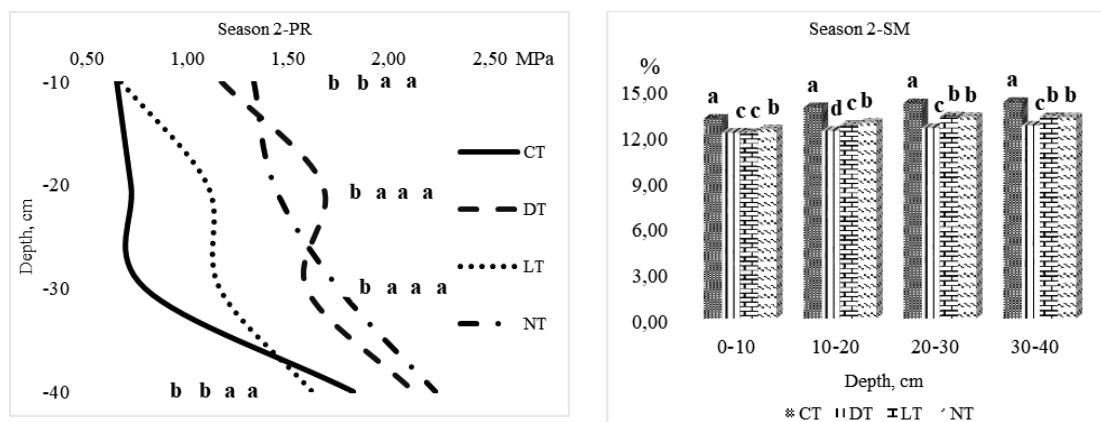 Season 2-PR
0,50 1,00 1,50 2,00 2,50 MPa
-10
b b a a
CT
-20
b a a a
DT
Depth, cm
LT
-30
b a a a
NT
-40
b b a a
Season 2-SM
%
15,00
12,00
9,00
6,00
3,00
0,00
a c c b
a d c b
a c b b
a c b b
0-10 10-20 20-30 30-40
Depth, cm
CT DT LT NT